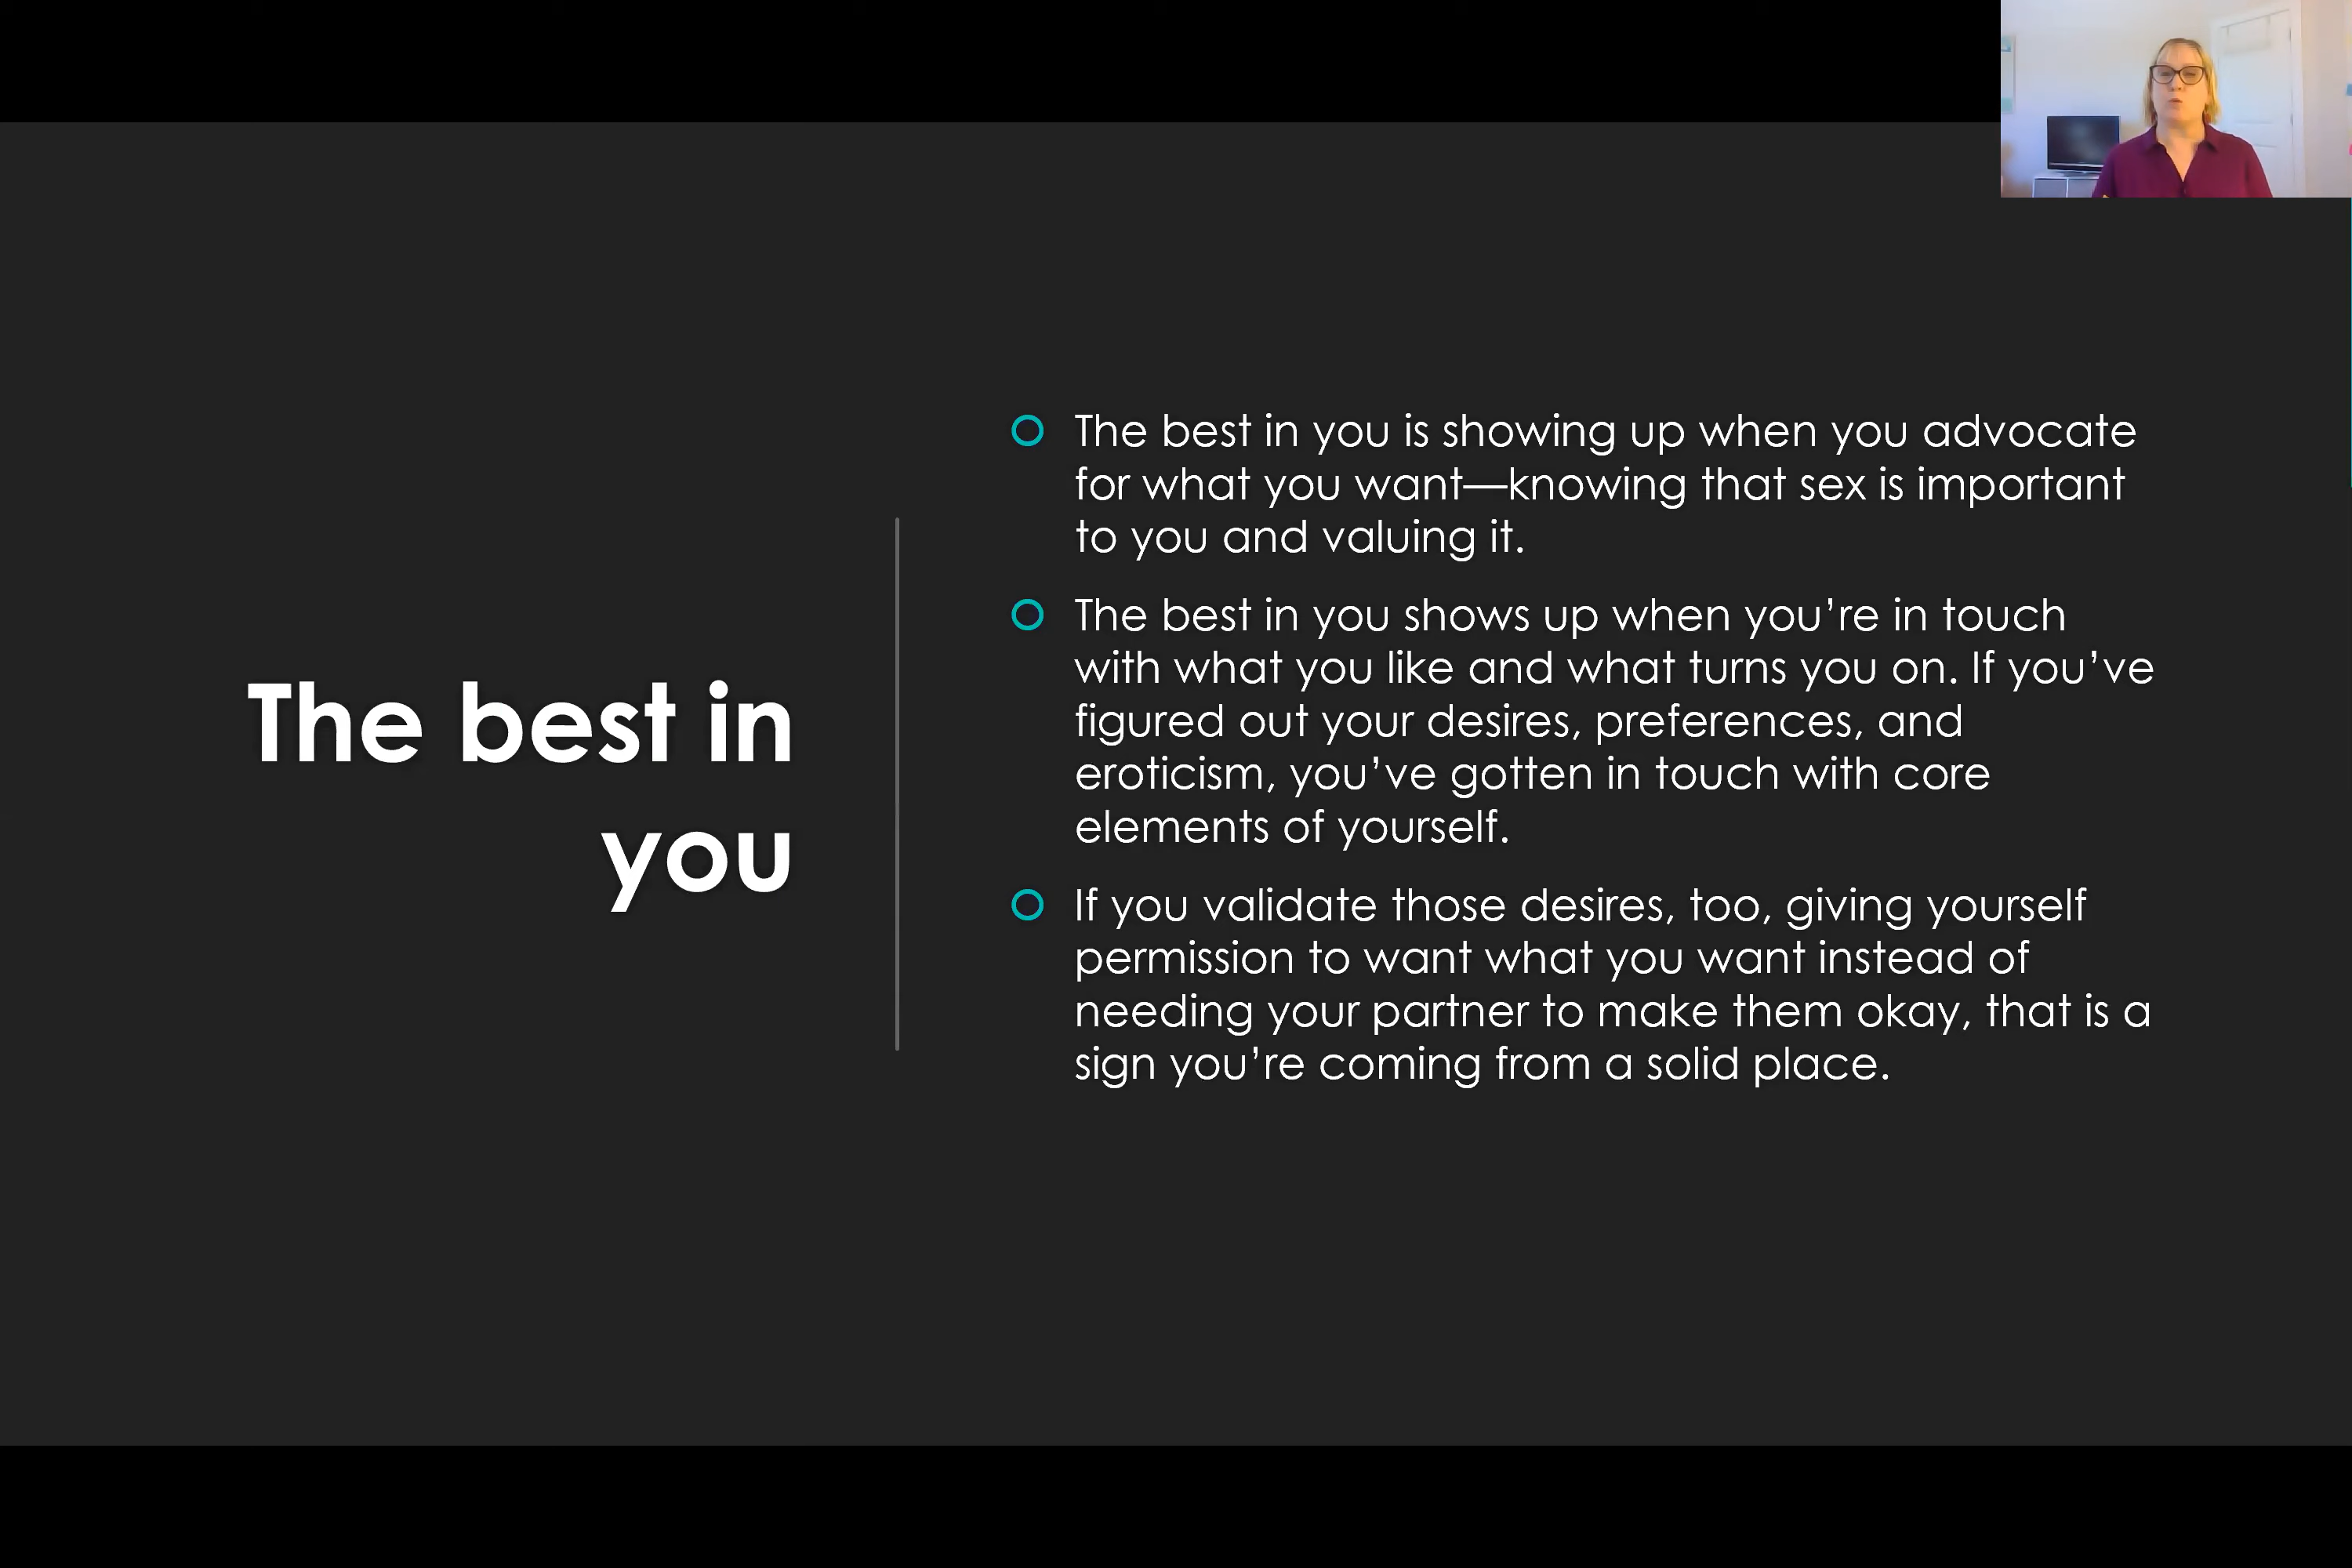 The best in
you
The best in you is showing up when you advocate
for what you want—knowing that sex is important
to you and valuing it.
The best in you shows up when you're in touch
with what you like and what turns you on. If you've
figured out your desires, preferences, and
eroticism, you've gotten in touch with core
elements of yourself.
If you validate those desires, too, giving yourself
permission to want what you want instead of
needing your partner to make them okay, that is a
sign you're coming from a solid place.